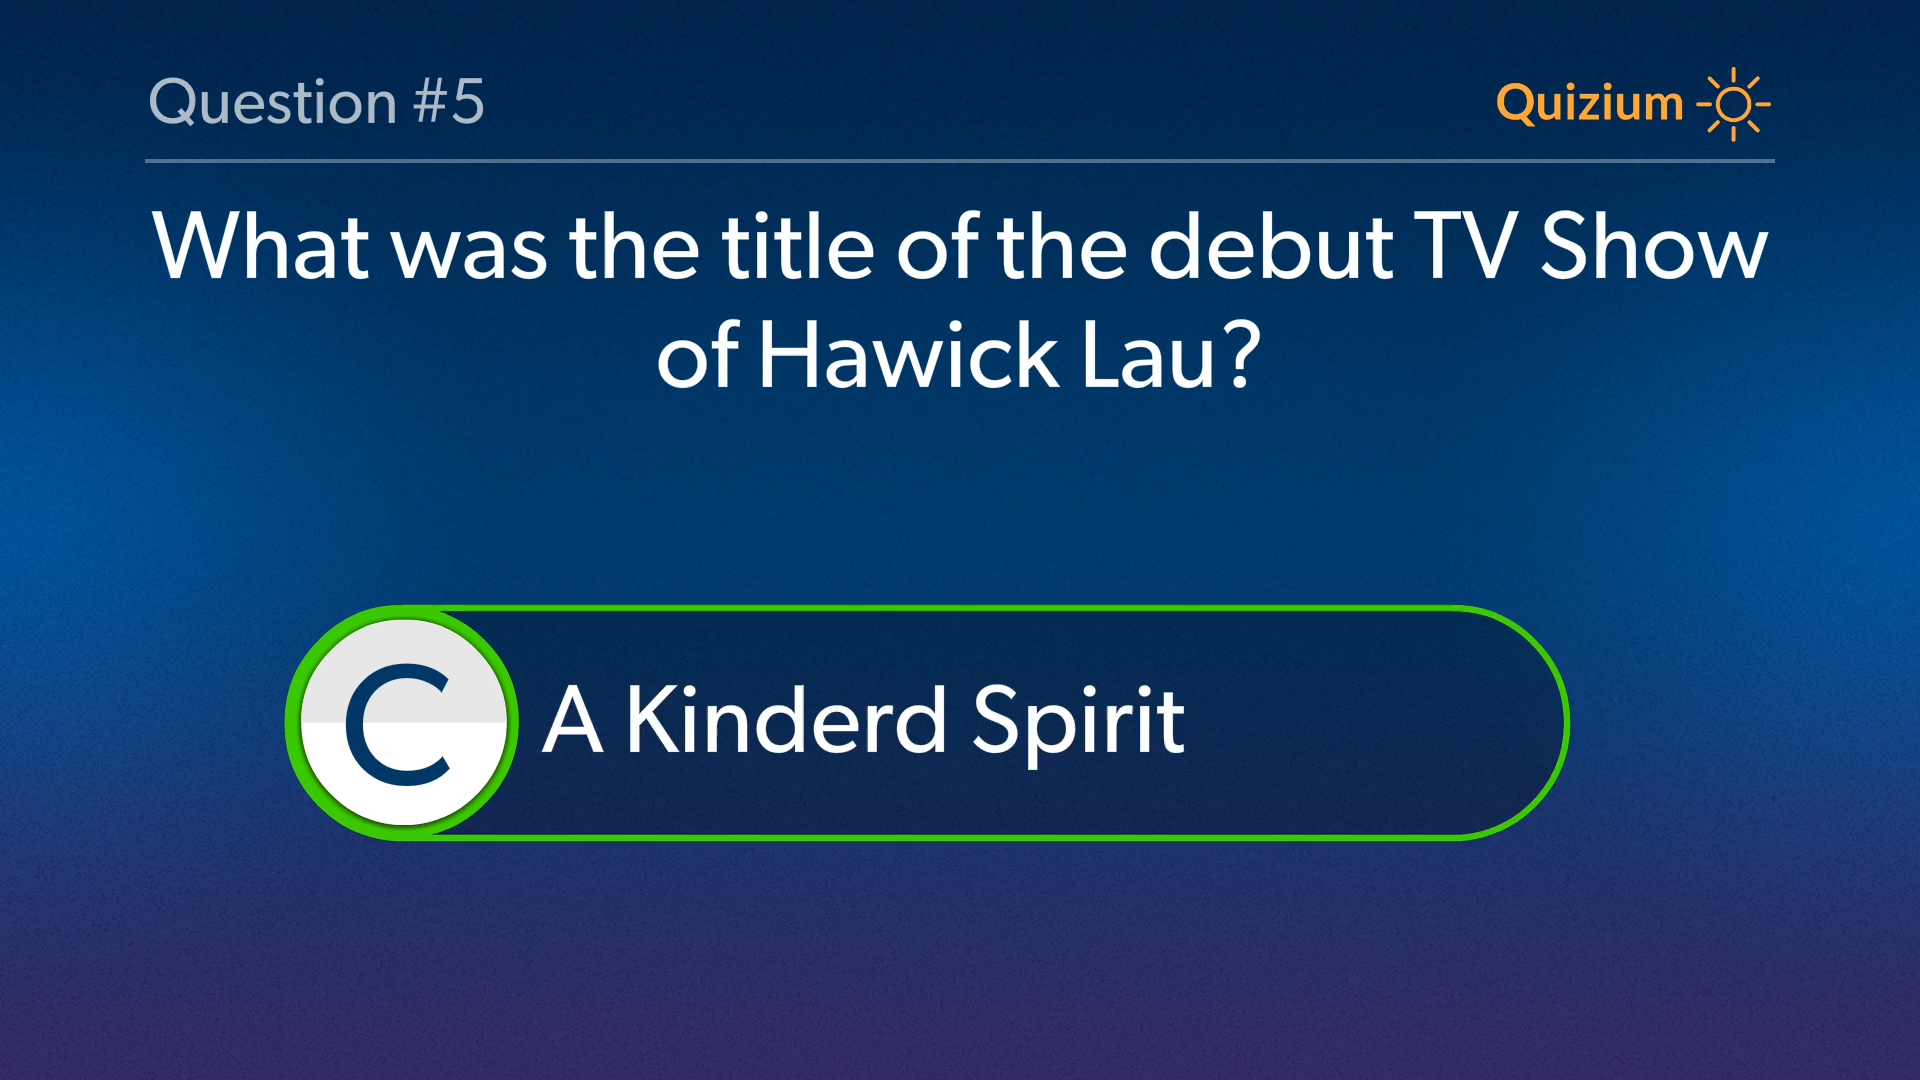 Question #5
Quizium
What was the title of the debut TV Show
of Hawick Lau?
C
A Kinderd Spirit